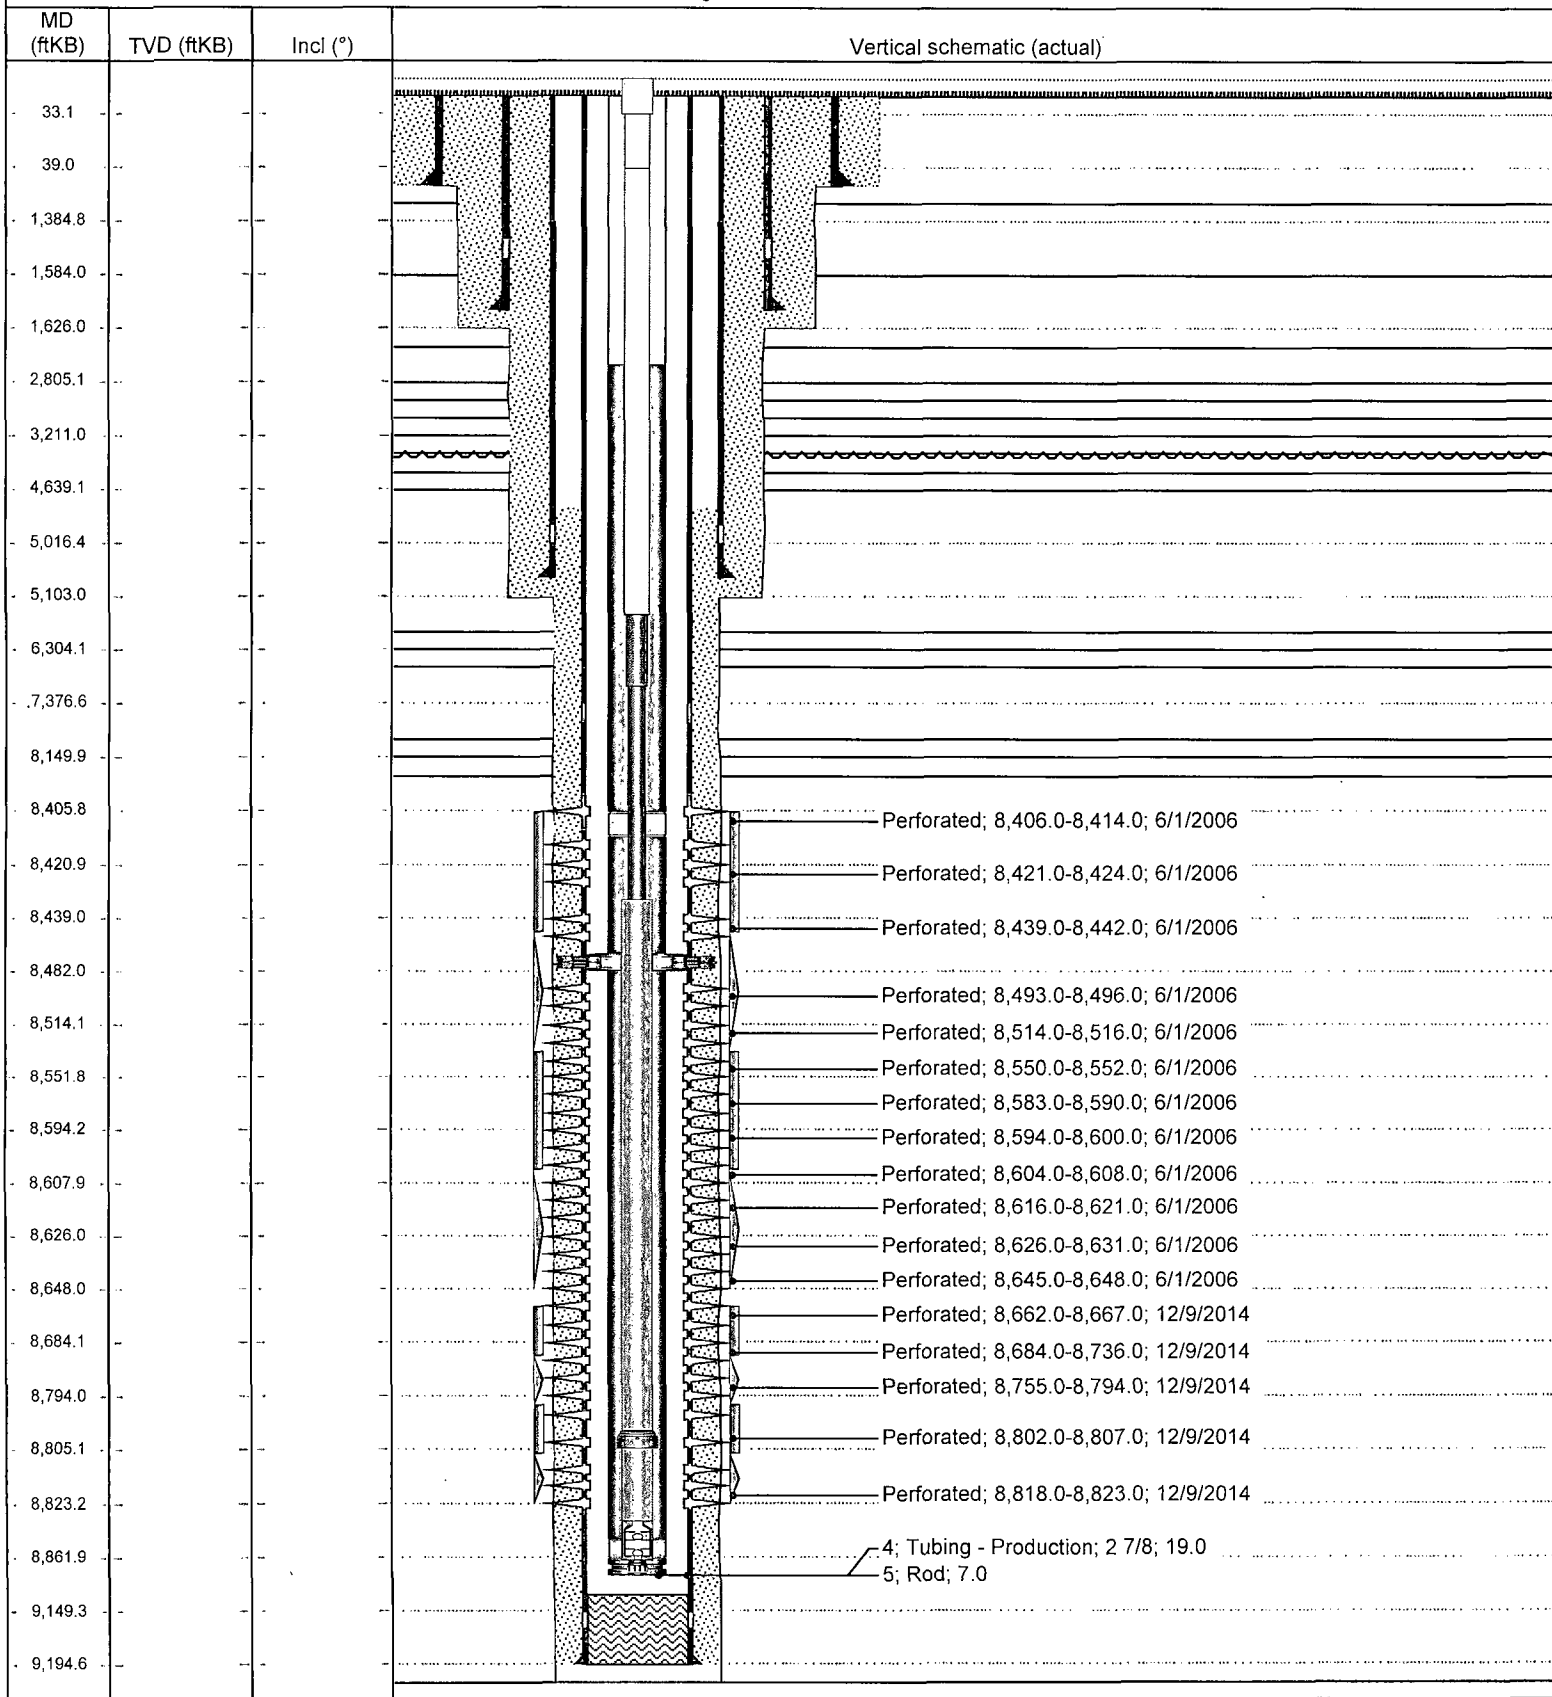 MD (ftKB) TVD (ftKB) Incl (°) Vertical schematic (actual)
33.1
39.0
1,384.8
1,584.0
1,626.0
2,805.1
3,211.0
4,639.1
5,016.4
5,103.0
6,304.1
7,376.6
8,149.9
8,405.8
Perforated; 8,406.0-8,414.0; 6/1/2006
8,420.9
Perforated; 8,421.0-8,424.0; 6/1/2006
8,439.0
Perforated; 8,439.0-8,442.0; 6/1/2006
8,482.0
Perforated; 8,493.0-8,496.0; 6/1/2006
8,514.1
Perforated; 8,514.0-8,516.0; 6/1/2006
Perforated; 8,550.0-8,552.0; 6/1/2006
8,551.8
Perforated; 8,583.0-8,590.0; 6/1/2006
8,594.2
Perforated; 8,594.0-8,600.0; 6/1/2006
Perforated; 8,604.0-8,608.0; 6/1/2006
8,607.9
Perforated; 8,616.0-8,621.0; 6/1/2006
8,626.0
Perforated; 8,626.0-8,631.0; 6/1/2006
Perforated; 8,645.0-8,648.0; 6/1/2006
8,648.0
Perforated; 8,662.0-8,667.0; 12/9/2014
8,684.1
Perforated; 8,684.0-8,736.0; 12/9/2014
Perforated; 8,755.0-8,794.0; 12/9/2014
8,794.0
Perforated; 8,802.0-8,807.0; 12/9/2014
8,805.1
Perforated; 8,818.0-8,823.0; 12/9/2014
8,823.2
4; Tubing - Production; 2 7/8; 19.0
8,861.9
5; Rod; 7.0
9,149.3
9,194.6